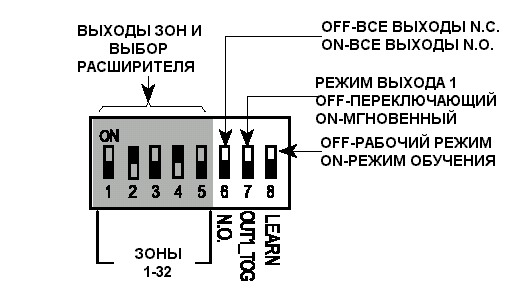 ВЫХОДЫ ЗОН И
ВЫБОР
РАСШИРИТЕЛЯ
OFF-ВСЕ ВЫХОДЫ N.C.
ON-ВСЕ ВЫХОДЫ N.O.
РЕЖИМ ВЫХОДА 1
OFF-ПЕРЕКЛЮЧАЮЩИЙ
ON-МГНОВЕННЫЙ
OFF-РАБОЧИЙ РЕЖИМ
ON-РЕЖИМ ОБУЧЕНИЯ
ON
1 2 3 4 5 6 7 8
N.O.
OUT1_TOG
LEARN
ЗОНЫ
1-32